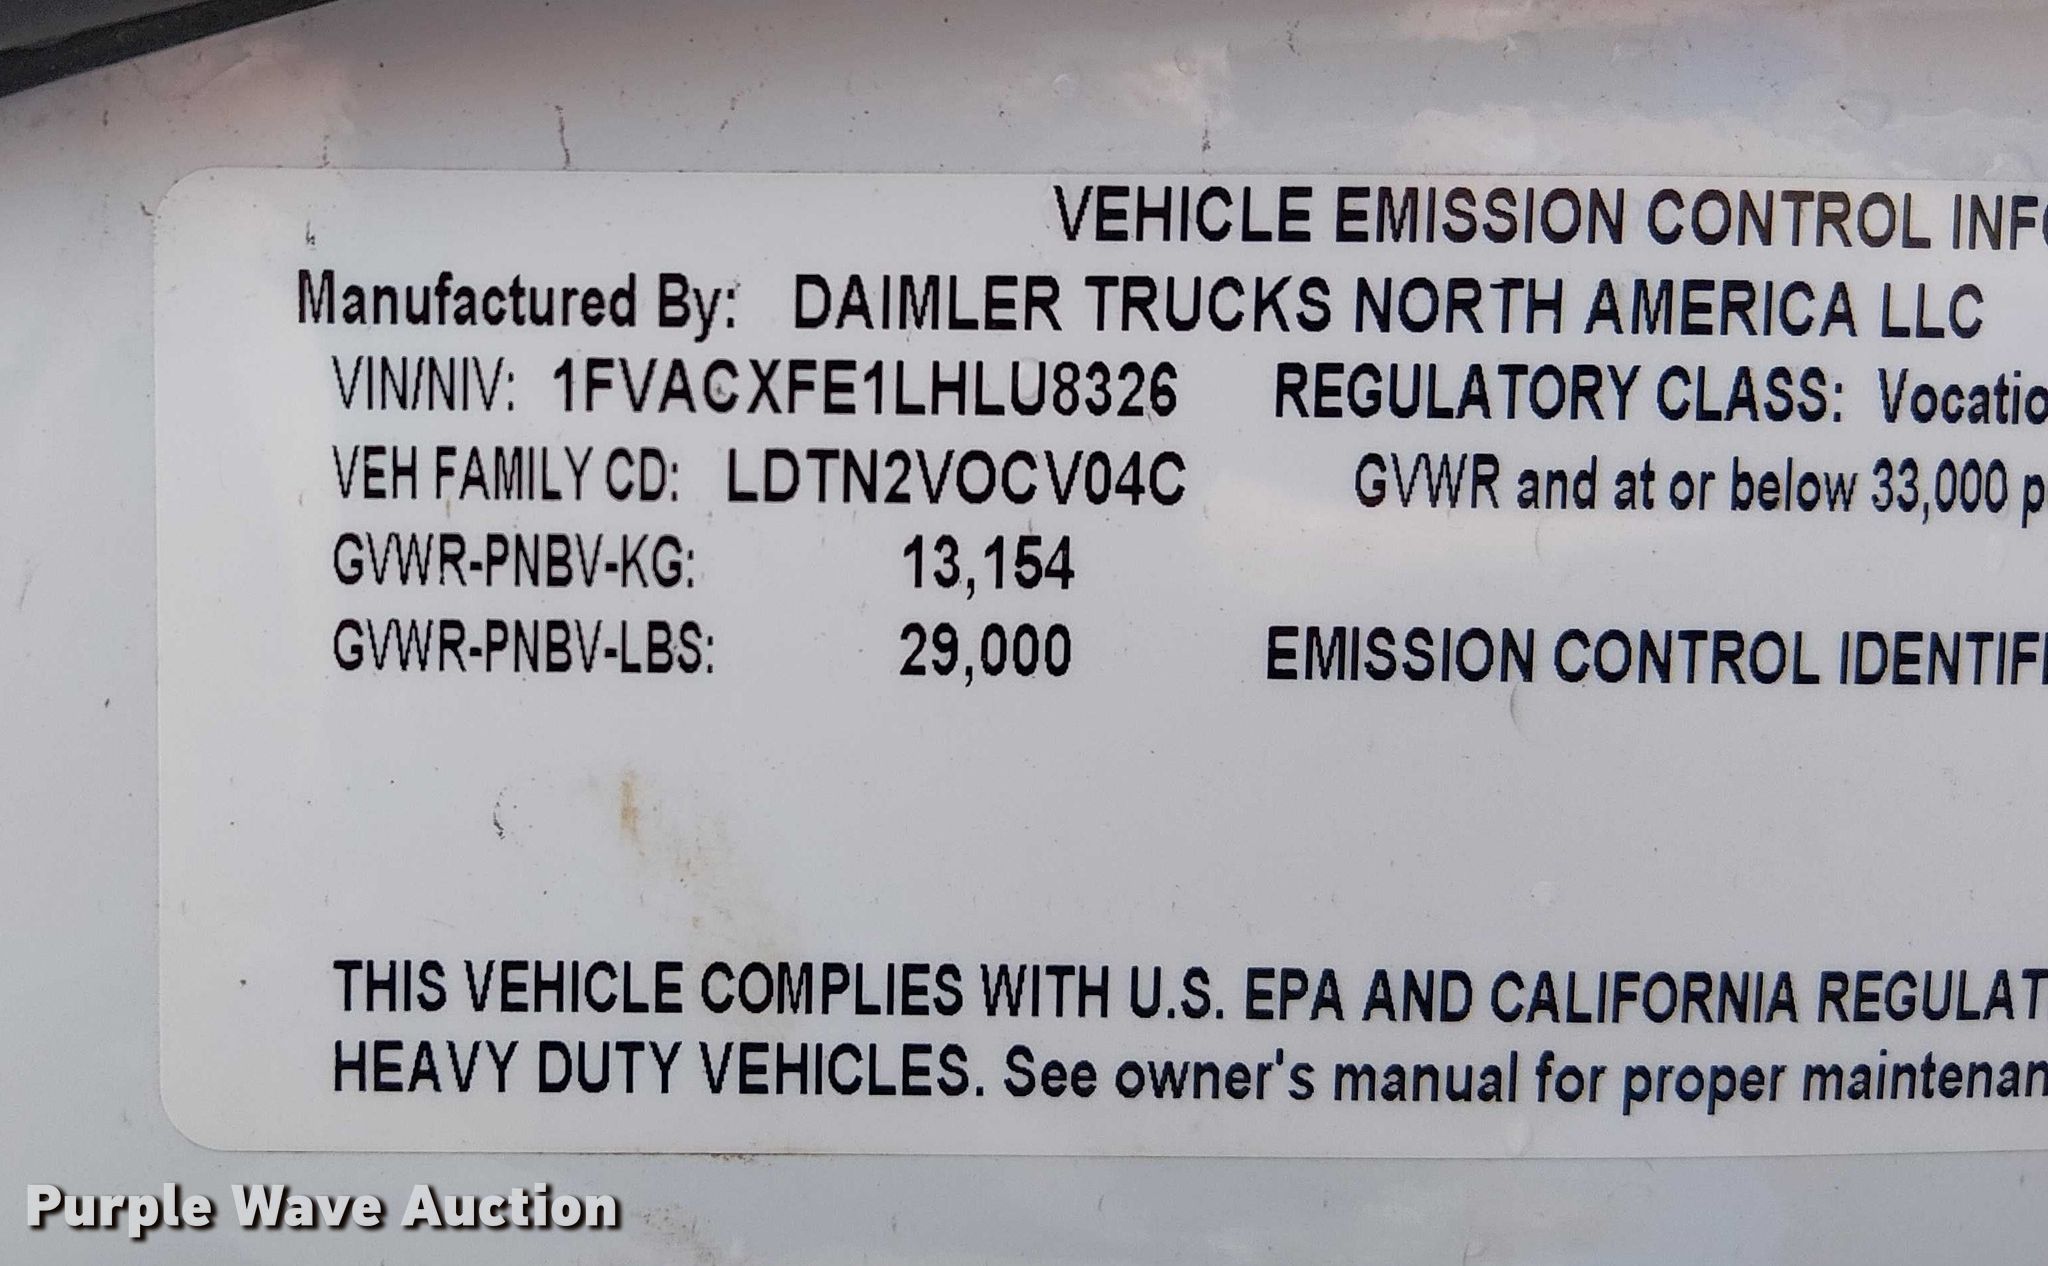 VEHICLE EMISSION CONTROL INFO
Manufactured By: DAIMLER TRUCKS NORTH AMERICA LLC
VIN/NIV: 1FVACXFE1LHLU8326 REGULATORY CLASS: Vocatio
VEH FAMILY CD: LDTN2VOCV04C GVWR and at or below 33,000 p
GVWR-PNBV-KG: 13,154
GVWR-PNBV-LBS: 29,000 EMISSION CONTROL IDENTIFI
THIS VEHICLE COMPLIES WITH U.S. EPA AND CALIFORNIA REGULAT
HEAVY DUTY VEHICLES. See owner's manual for proper maintenan
Purple Wave Auction